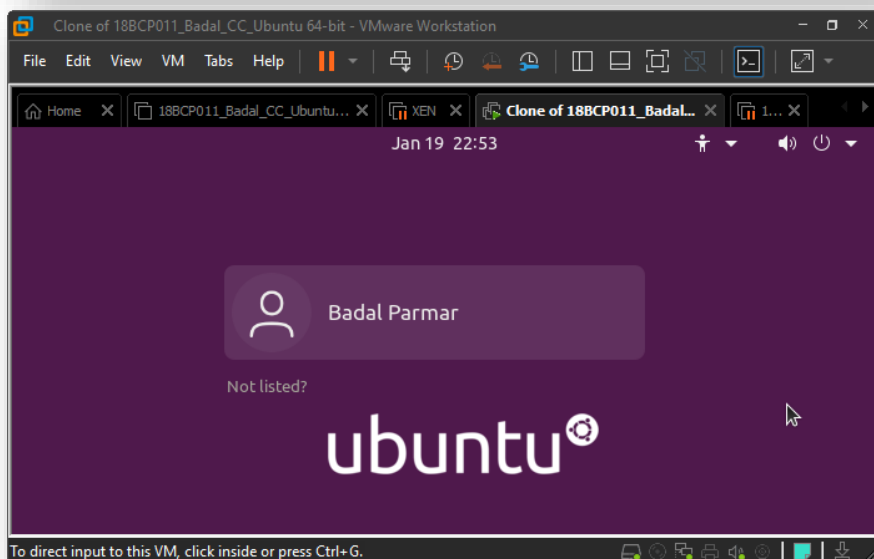 Clone of 18BCP011_Badal_CC_Ubuntu 64-bit - VMware Workstation
File Edit View VM Tabs Help
Home 18BCP011_Badal_CC_Ubuntu... XEN Clone of 18BCP011_Badal... 1...
Jan 19 22:53
Badal Parmar
Not listed?
ubuntu
To direct input to this VM, click inside or press Ctrl+G.